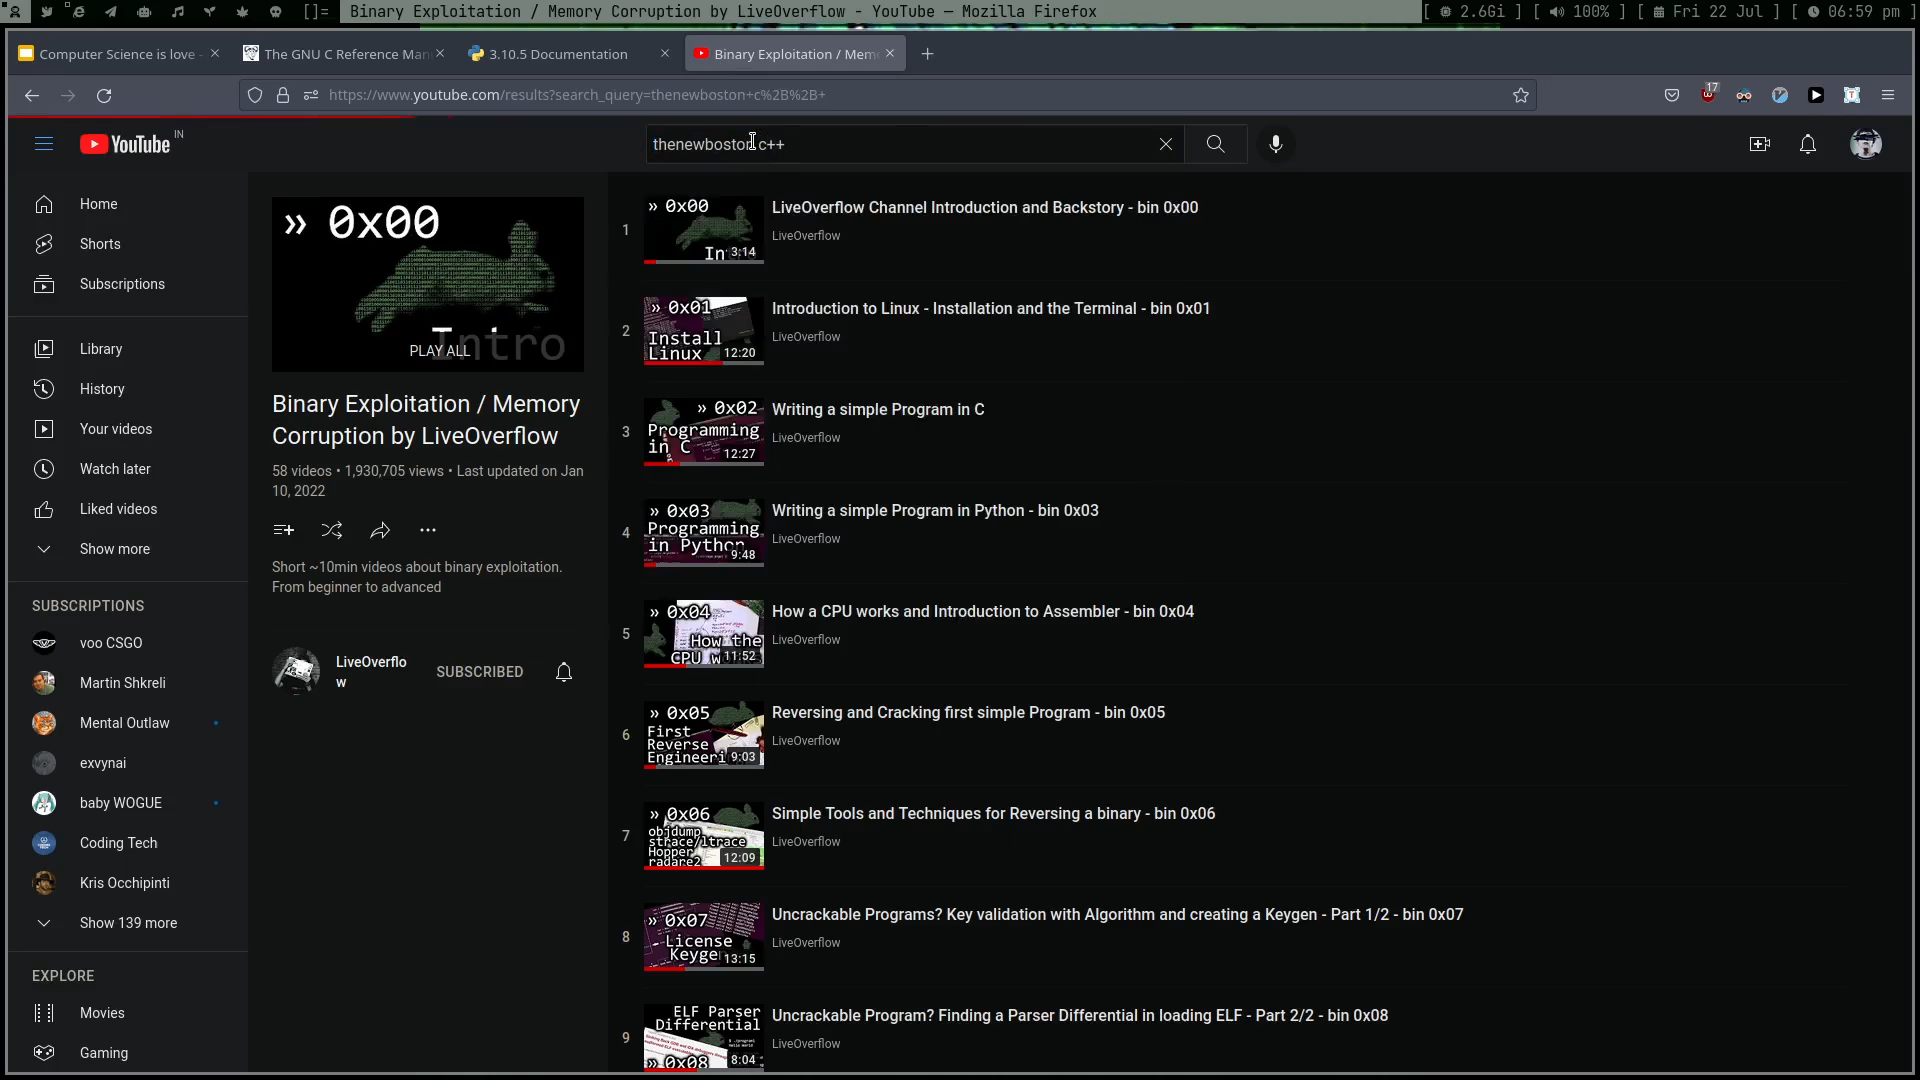 []= Binary Exploitation / Memory Corruption by LiveOverflow - YouTube — Mozilla Firefox [ 2.6Gi ] [ 100% ] [ Fri 22 Jul ] [ 06:59 pm ]
Computer Science is love - The GNU C Reference Man 3.10.5 Documentation Binary Exploitation / Mem
https://www.youtube.com/results?search_query=thenewboston+c%2B%2B+ 17
YouTube IN thenewboston c++
Home
Shorts
Subscriptions
Library
History
Your videos
Watch later
Liked videos
Show more
SUBSCRIPTIONS
voo CSGO
Martin Shkreli
Mental Outlaw
exvynai
baby WOGUE
Coding Tech
Kris Occhipinti
Show 139 more
EXPLORE
Movies
Gaming
» 0x00
Intro
PLAY ALL
Binary Exploitation / Memory
Corruption by LiveOverflow
58 videos • 1,930,705 views • Last updated on Jan
10, 2022
Short ~10min videos about binary exploitation.
From beginner to advanced
LiveOverflo
w
SUBSCRIBED
1
» 0x00
In
3:14
LiveOverflow Channel Introduction and Backstory - bin 0x00
LiveOverflow
2
» 0x01
Install
Linux
12:20
Introduction to Linux - Installation and the Terminal - bin 0x01
LiveOverflow
3
» 0x02
Programming
in C
12:27
Writing a simple Program in C
LiveOverflow
4
» 0x03
Programming
in Python
9:48
Writing a simple Program in Python - bin 0x03
LiveOverflow
5
» 0x04
How the
CPU w
11:52
How a CPU works and Introduction to Assembler - bin 0x04
LiveOverflow
6
» 0x05
First
Reverse
Engineeri
9:03
Reversing and Cracking first simple Program - bin 0x05
LiveOverflow
7
» 0x06
objdump
strace/ltrace
Hopper
radare2
12:09
Simple Tools and Techniques for Reversing a binary - bin 0x06
LiveOverflow
8
» 0x07
License
Keyge
13:15
Uncrackable Programs? Key validation with Algorithm and creating a Keygen - Part 1/2 - bin 0x07
LiveOverflow
9
ELF Parser
Differential
» 0x08
8:04
Uncrackable Program? Finding a Parser Differential in loading ELF - Part 2/2 - bin 0x08
LiveOverflow